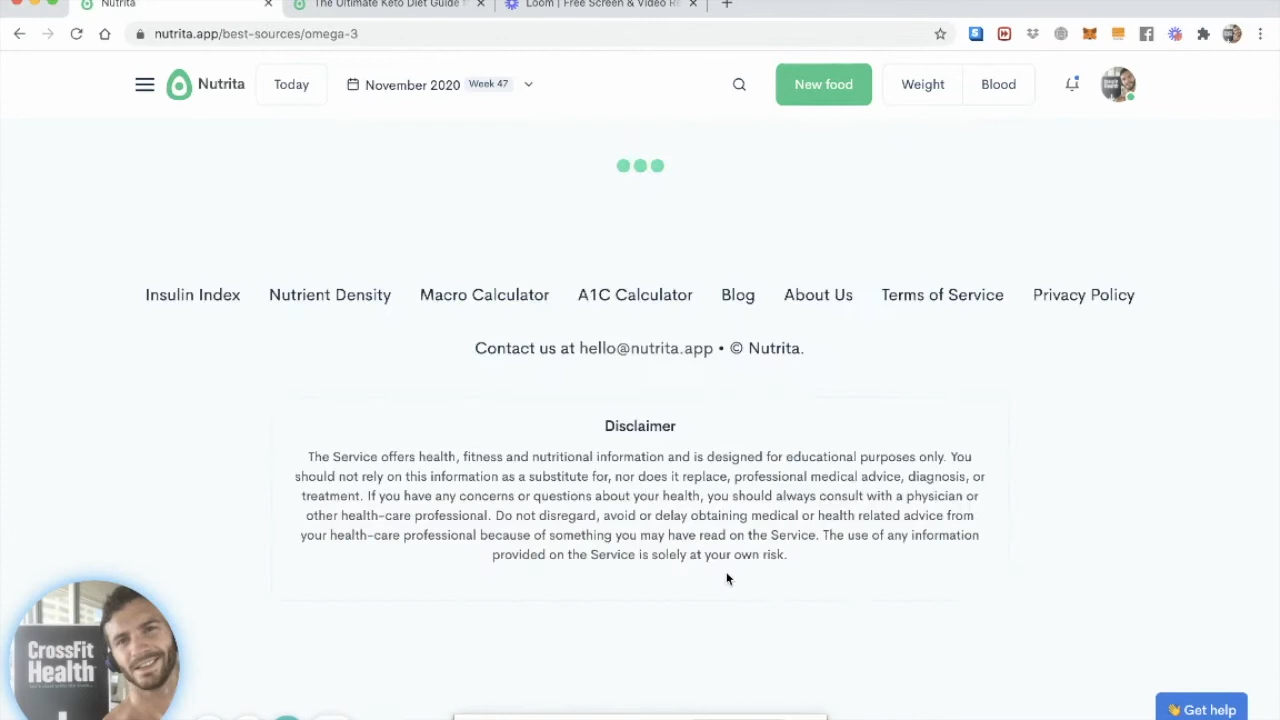 Nutrita
The Ultimate Keto Diet Guide
Loom | Free Screen & Video Re
nutrita.app/best-sources/omega-3
Nutrita
Today
November 2020 Week 47
New food
Weight
Blood
Insulin Index
Nutrient Density
Macro Calculator
A1C Calculator
Blog
About Us
Terms of Service
Privacy Policy
Contact us at hello@nutrita.app • © Nutrita.
Disclaimer
The Service offers health, fitness and nutritional information and is designed for educational purposes only. You
should not rely on this information as a substitute for, nor does it replace, professional medical advice, diagnosis, or
treatment. If you have any concerns or questions about your health, you should always consult with a physician or
other health-care professional. Do not disregard, avoid or delay obtaining medical or health related advice from
your health-care professional because of something you may have read on the Service. The use of any information
provided on the Service is solely at your own risk.
CrossFit
Health
👋 Get help